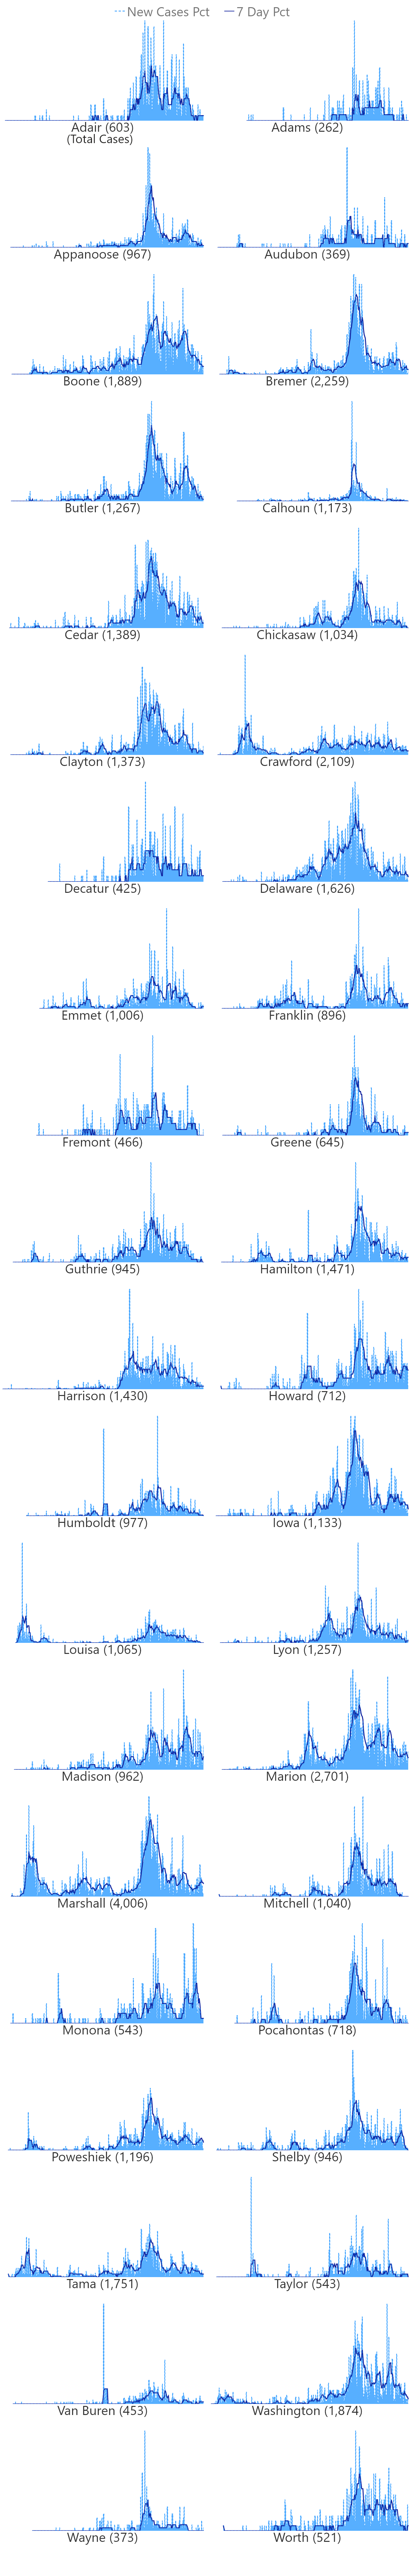 New Cases Pct 7 Day Pct
Adair (603) Adams (262)
(Total Cases)
Appanoose (967) Audubon (369)
Boone (1,889) Bremer (2,259)
Butler (1,267) Calhoun (1,173)
Cedar (1,389) Chickasaw (1,034)
Clayton (1,373) Crawford (2,109)
Decatur (425) Delaware (1,626)
Emmet (1,006) Franklin (896)
Fremont (466) Greene (645)
Guthrie (945) Hamilton (1,471)
Harrison (1,430) Howard (712)
Humboldt (977) Iowa (1,133)
Louisa (1,065) Lyon (1,257)
Madison (962) Marion (2,701)
Marshall (4,006) Mitchell (1,040)
Monona (543) Pocahontas (718)
Poweshiek (1,196) Shelby (946)
Tama (1,751) Taylor (543)
Van Buren (453) Washington (1,874)
Wayne (373) Worth (521)